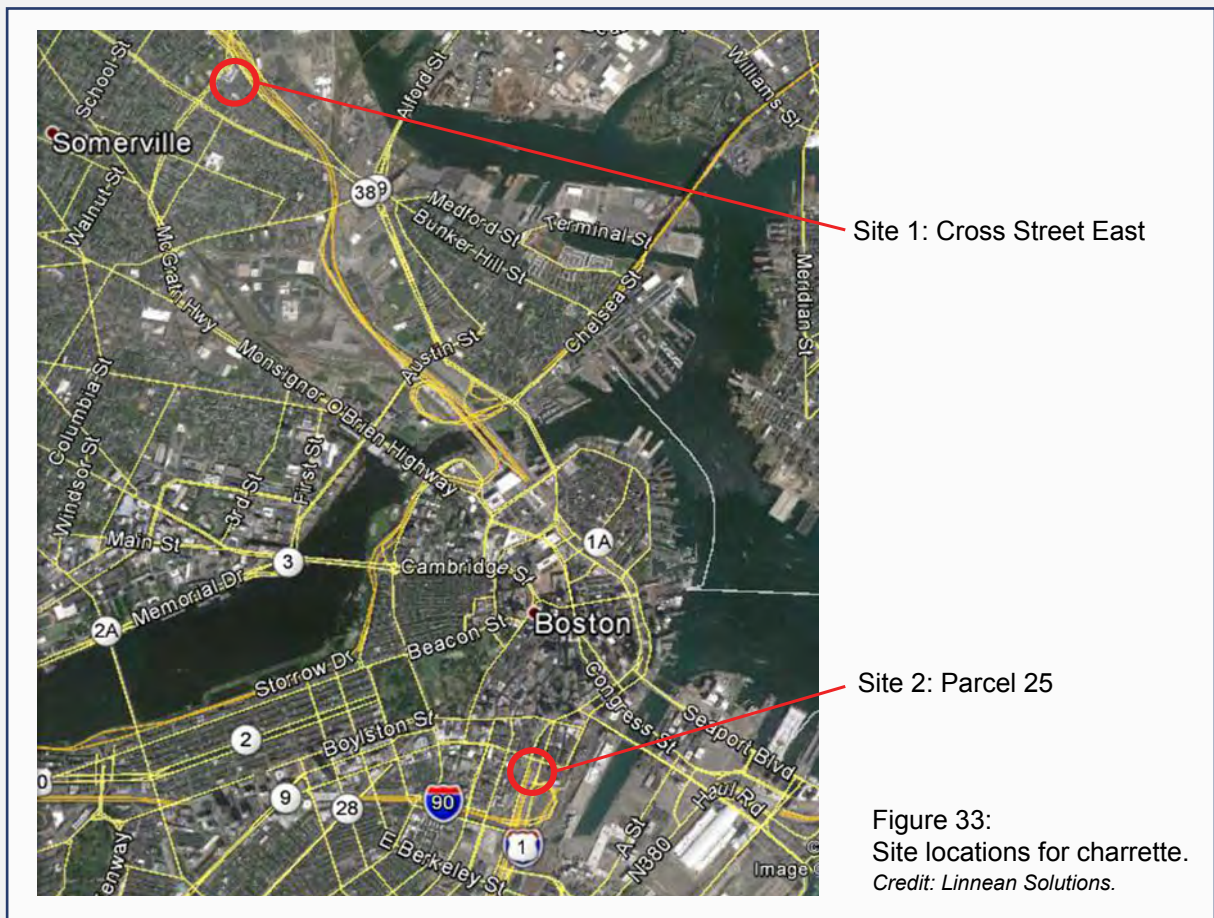 School St
Somerville
Walnut St
McGrath Hwy
Alford St
Williams St
38
9
Medford St
Bunker Hill St
Terminal St
Chelsea St
Meridian St
Site 1: Cross Street East
Columbia St
Windsor St
Monsignor O'Brien Highway
Austin St
3rd St
First St
Main St
3
Memorial Dr
Cambridge St
1A
2A
Boston
Beacon St
Storrow Dr
Congress St
Seaport Blvd
Site 2: Parcel 25
Boylston St
2
0
9
28
90
1
Haul Rd
A St
N380
E Berkeley St
enway
Image ©
Figure 33:
Site locations for charrette.
Credit: Linnean Solutions.